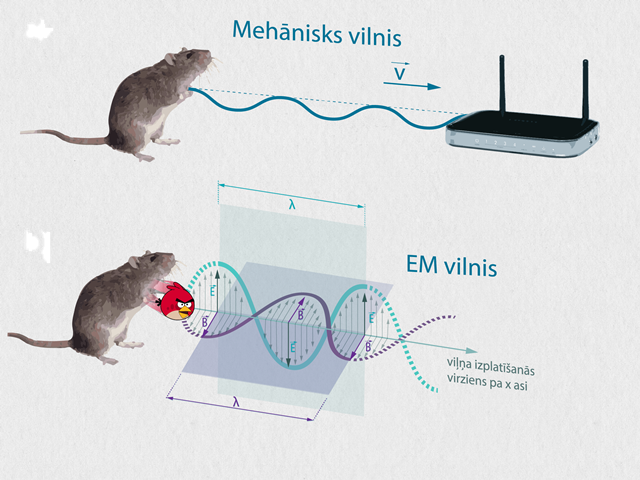 Mehānisks vilnis
v
λ
EM vilnis
E
B
E
B
E
B
viļņa izplatīšanās
virziens pa x asi
λ